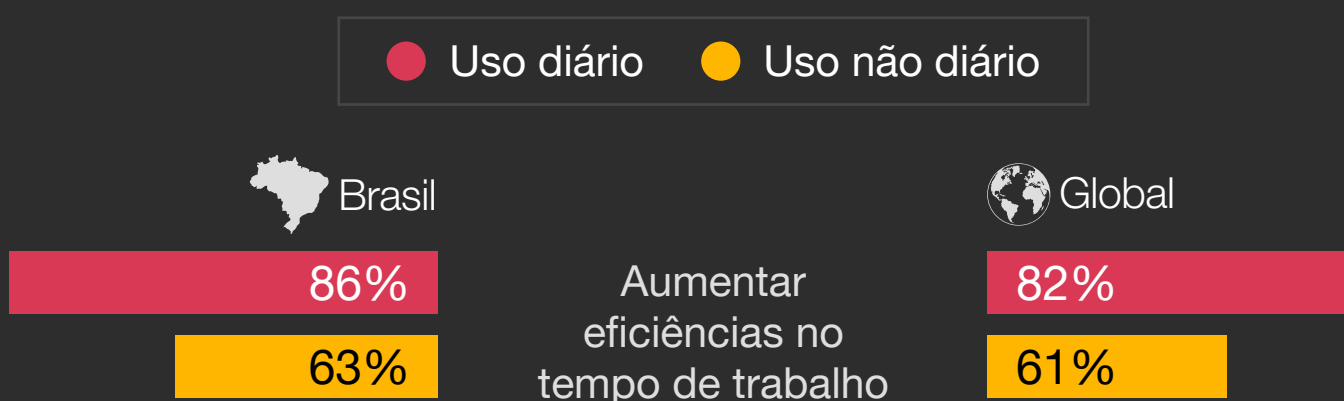 Uso diário
Uso não diário
Brasil
Global
86%
63%
Aumentar
eficiências no
tempo de trabalho
82%
61%